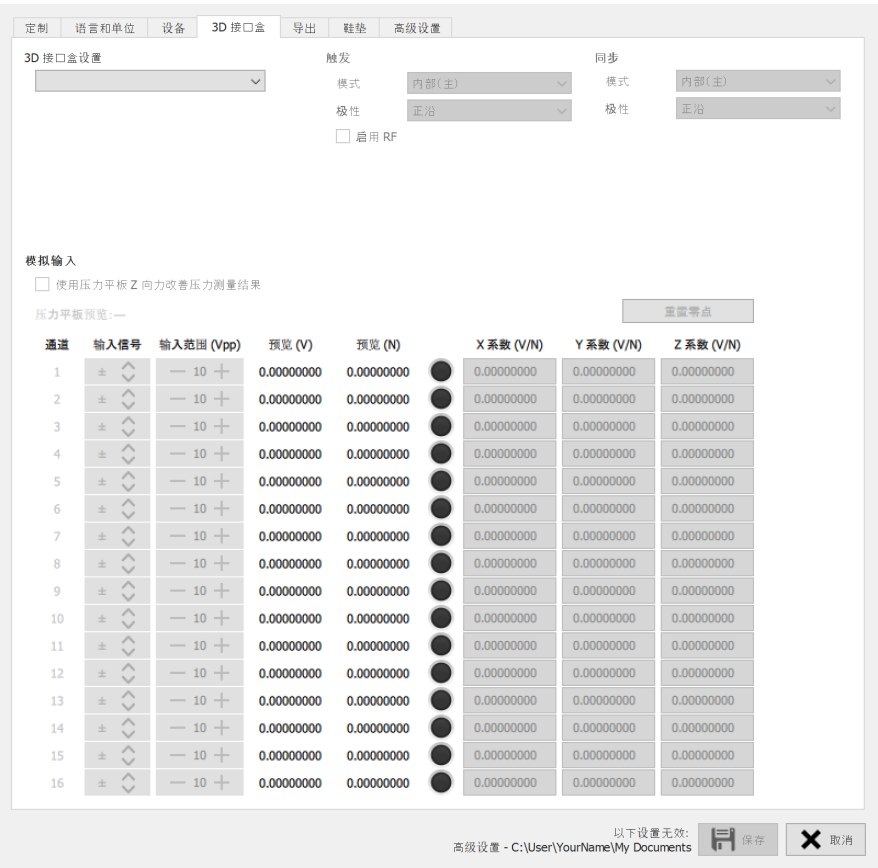 定制 语言和单位 设备 3D 接口盒 导出 鞋垫 高级设置
3D 接口盒设置 触发 同步
模式 内部(主) 模式 内部(主)
极性 正沿 极性 正沿
启用 RF
模拟输入
使用压力平板 Z 向力改善压力测量结果
压力平板预览:— 重置零点
通道 输入信号 输入范围 (Vpp) 预览 (V) 预览 (N) X 系数 (V/N) Y 系数 (V/N) Z 系数 (V/N)
1 ± — 10 + 0.00000000 0.00000000 0.00000000 0.00000000 0.00000000
2 ± — 10 + 0.00000000 0.00000000 0.00000000 0.00000000 0.00000000
3 ± — 10 + 0.00000000 0.00000000 0.00000000 0.00000000 0.00000000
4 ± — 10 + 0.00000000 0.00000000 0.00000000 0.00000000 0.00000000
5 ± — 10 + 0.00000000 0.00000000 0.00000000 0.00000000 0.00000000
6 ± — 10 + 0.00000000 0.00000000 0.00000000 0.00000000 0.00000000
7 ± — 10 + 0.00000000 0.00000000 0.00000000 0.00000000 0.00000000
8 ± — 10 + 0.00000000 0.00000000 0.00000000 0.00000000 0.00000000
9 ± — 10 + 0.00000000 0.00000000 0.00000000 0.00000000 0.00000000
10 ± — 10 + 0.00000000 0.00000000 0.00000000 0.00000000 0.00000000
11 ± — 10 + 0.00000000 0.00000000 0.00000000 0.00000000 0.00000000
12 ± — 10 + 0.00000000 0.00000000 0.00000000 0.00000000 0.00000000
13 ± — 10 + 0.00000000 0.00000000 0.00000000 0.00000000 0.00000000
14 ± — 10 + 0.00000000 0.00000000 0.00000000 0.00000000 0.00000000
15 ± — 10 + 0.00000000 0.00000000 0.00000000 0.00000000 0.00000000
16 ± — 10 + 0.00000000 0.00000000 0.00000000 0.00000000 0.00000000
以下设置无效:
高级设置 - C:\User\YourName\My Documents 保存 取消